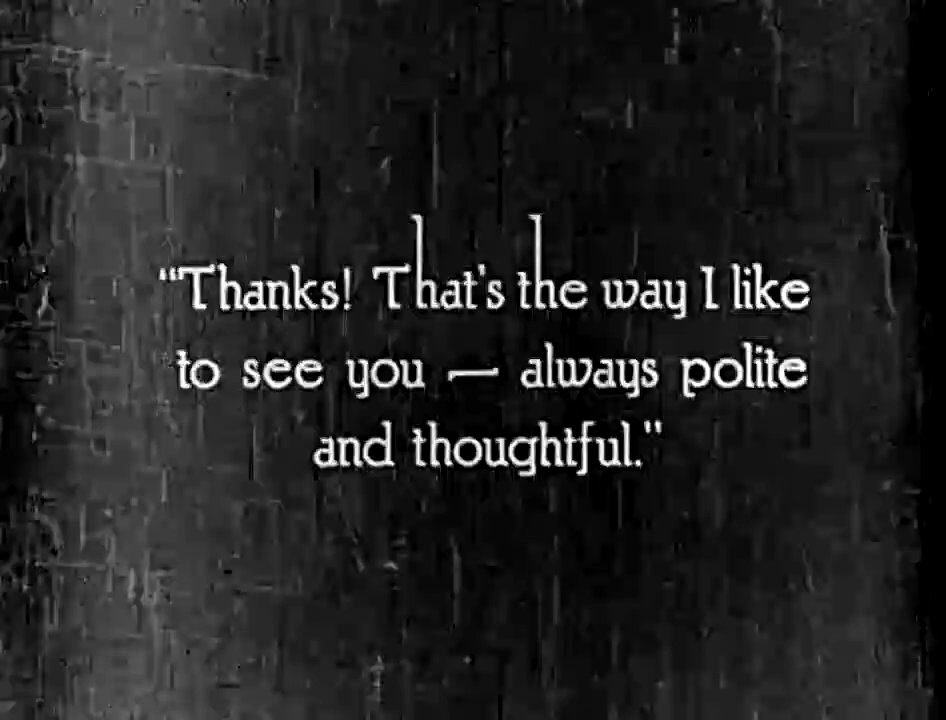 “Thanks! That's the way I like
to see you — always polite
and thoughtful."